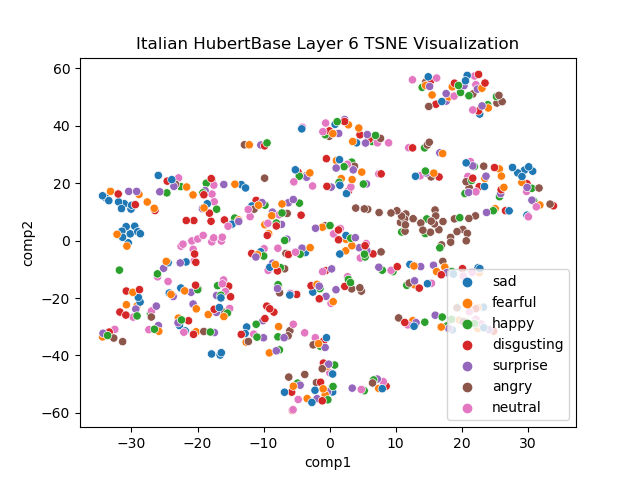 Italian HubertBase Layer 6 TSNE Visualization
60
40
20
0
−20
−40
−60
comp2
sad
fearful
happy
disgusting
surprise
angry
neutral
−30
−20
−10
0
10
20
30
comp1